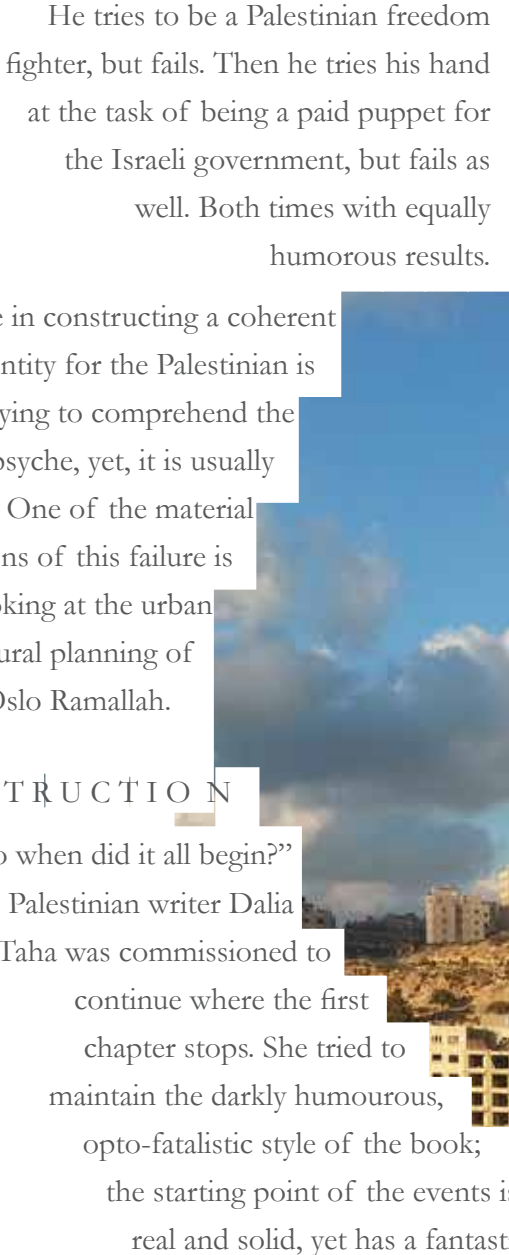 He tries to be a Palestinian freedom
fighter, but fails. Then he tries his hand
at the task of being a paid puppet for
the Israeli government, but fails as
well. Both times with equally
humorous results.
in constructing a coherent
for the Palestinian is
to comprehend the
psyche, yet, it is usually
One of the material
of this failure is
at the urban
planning of
Oslo Ramallah.
TRUCTION
when did it all begin?”
Palestinian writer Dalia
Taha was commissioned to
continue where the first
chapter stops. She tried to
maintain the darkly humourous,
opto-fatalistic style of the book;
the starting point of the events is
real and solid, yet has a